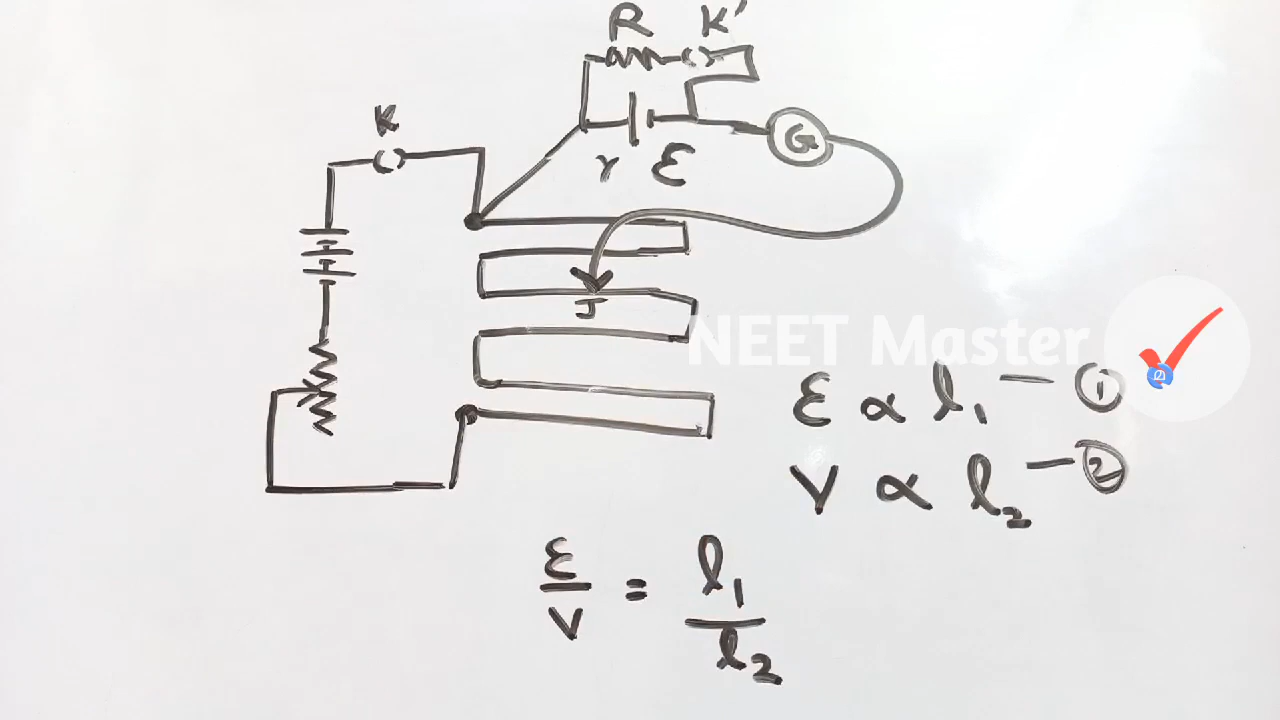 R K'
K
G
r ε
J
NEET Master
ε ∝ l₁ — ①
V ∝ l₂ — ②
ε/V = l₁/l₂